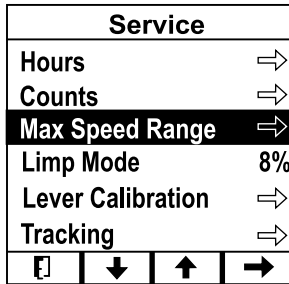 Service
Hours
Counts
Max Speed Range
Limp Mode 8%
Lever Calibration
Tracking